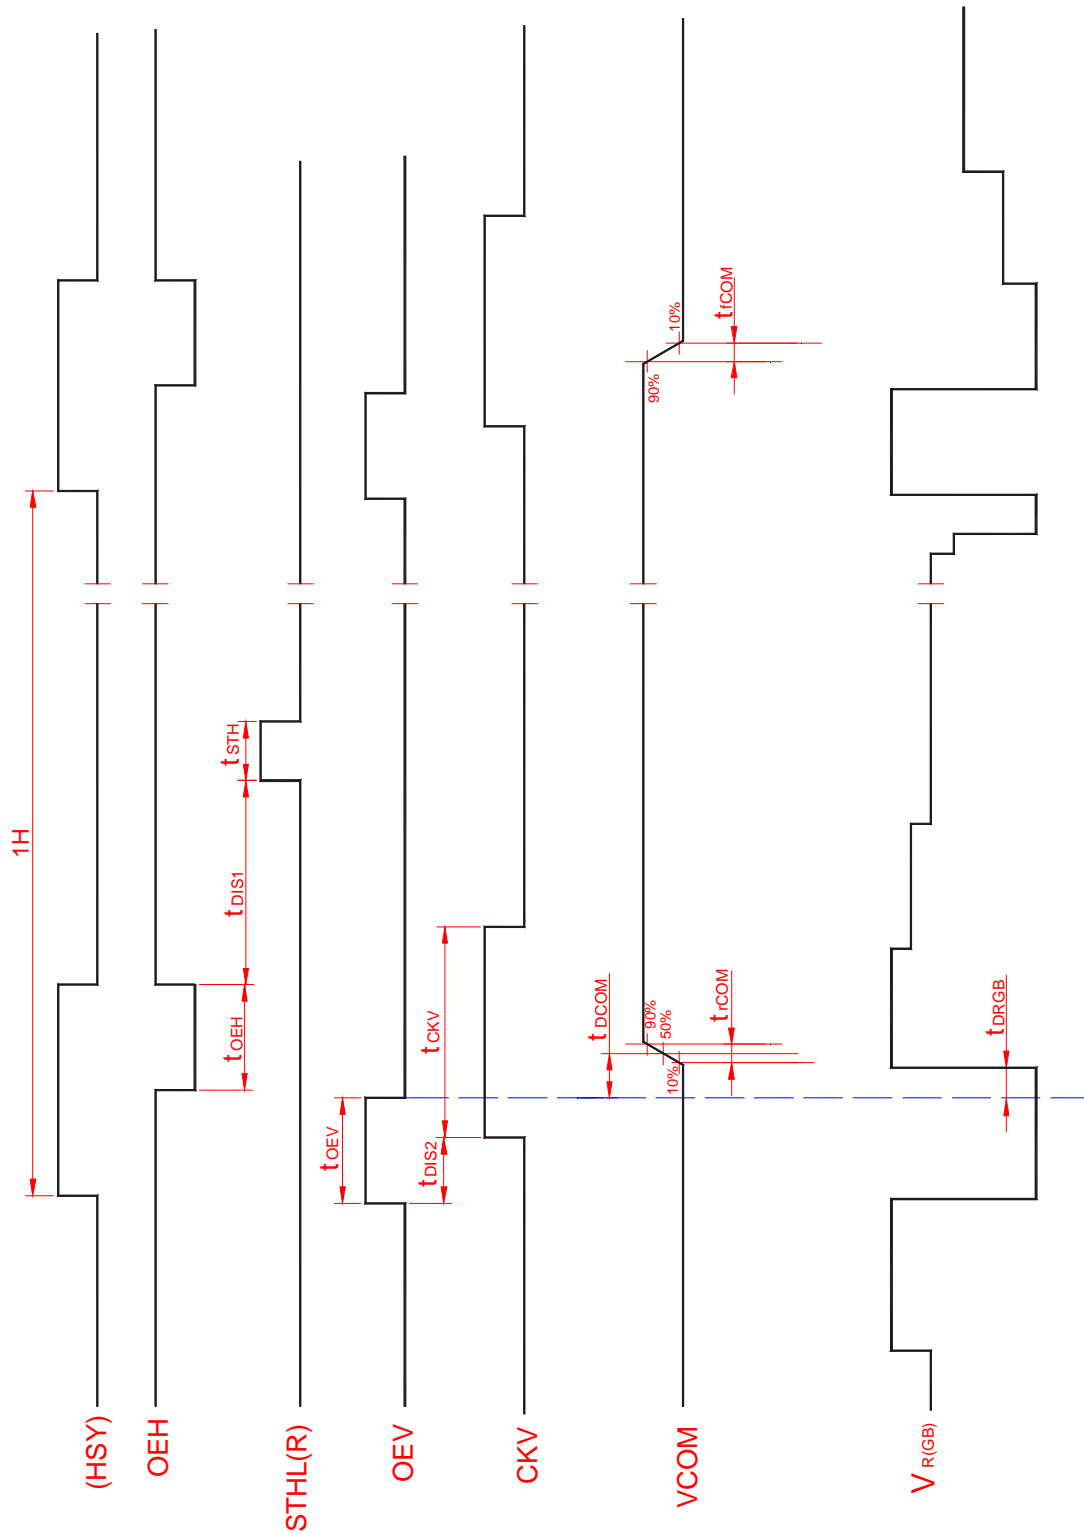 1H
(HSY)
tOEH
OEH
tDIS1
tSTH
STHL(R)
tOEV
OEV
tDIS2
tCKV
CKV
tDCOM
90%
50%
10%
trCOM
90%
10%
tfCOM
VCOM
tDRGB
VR(GB)